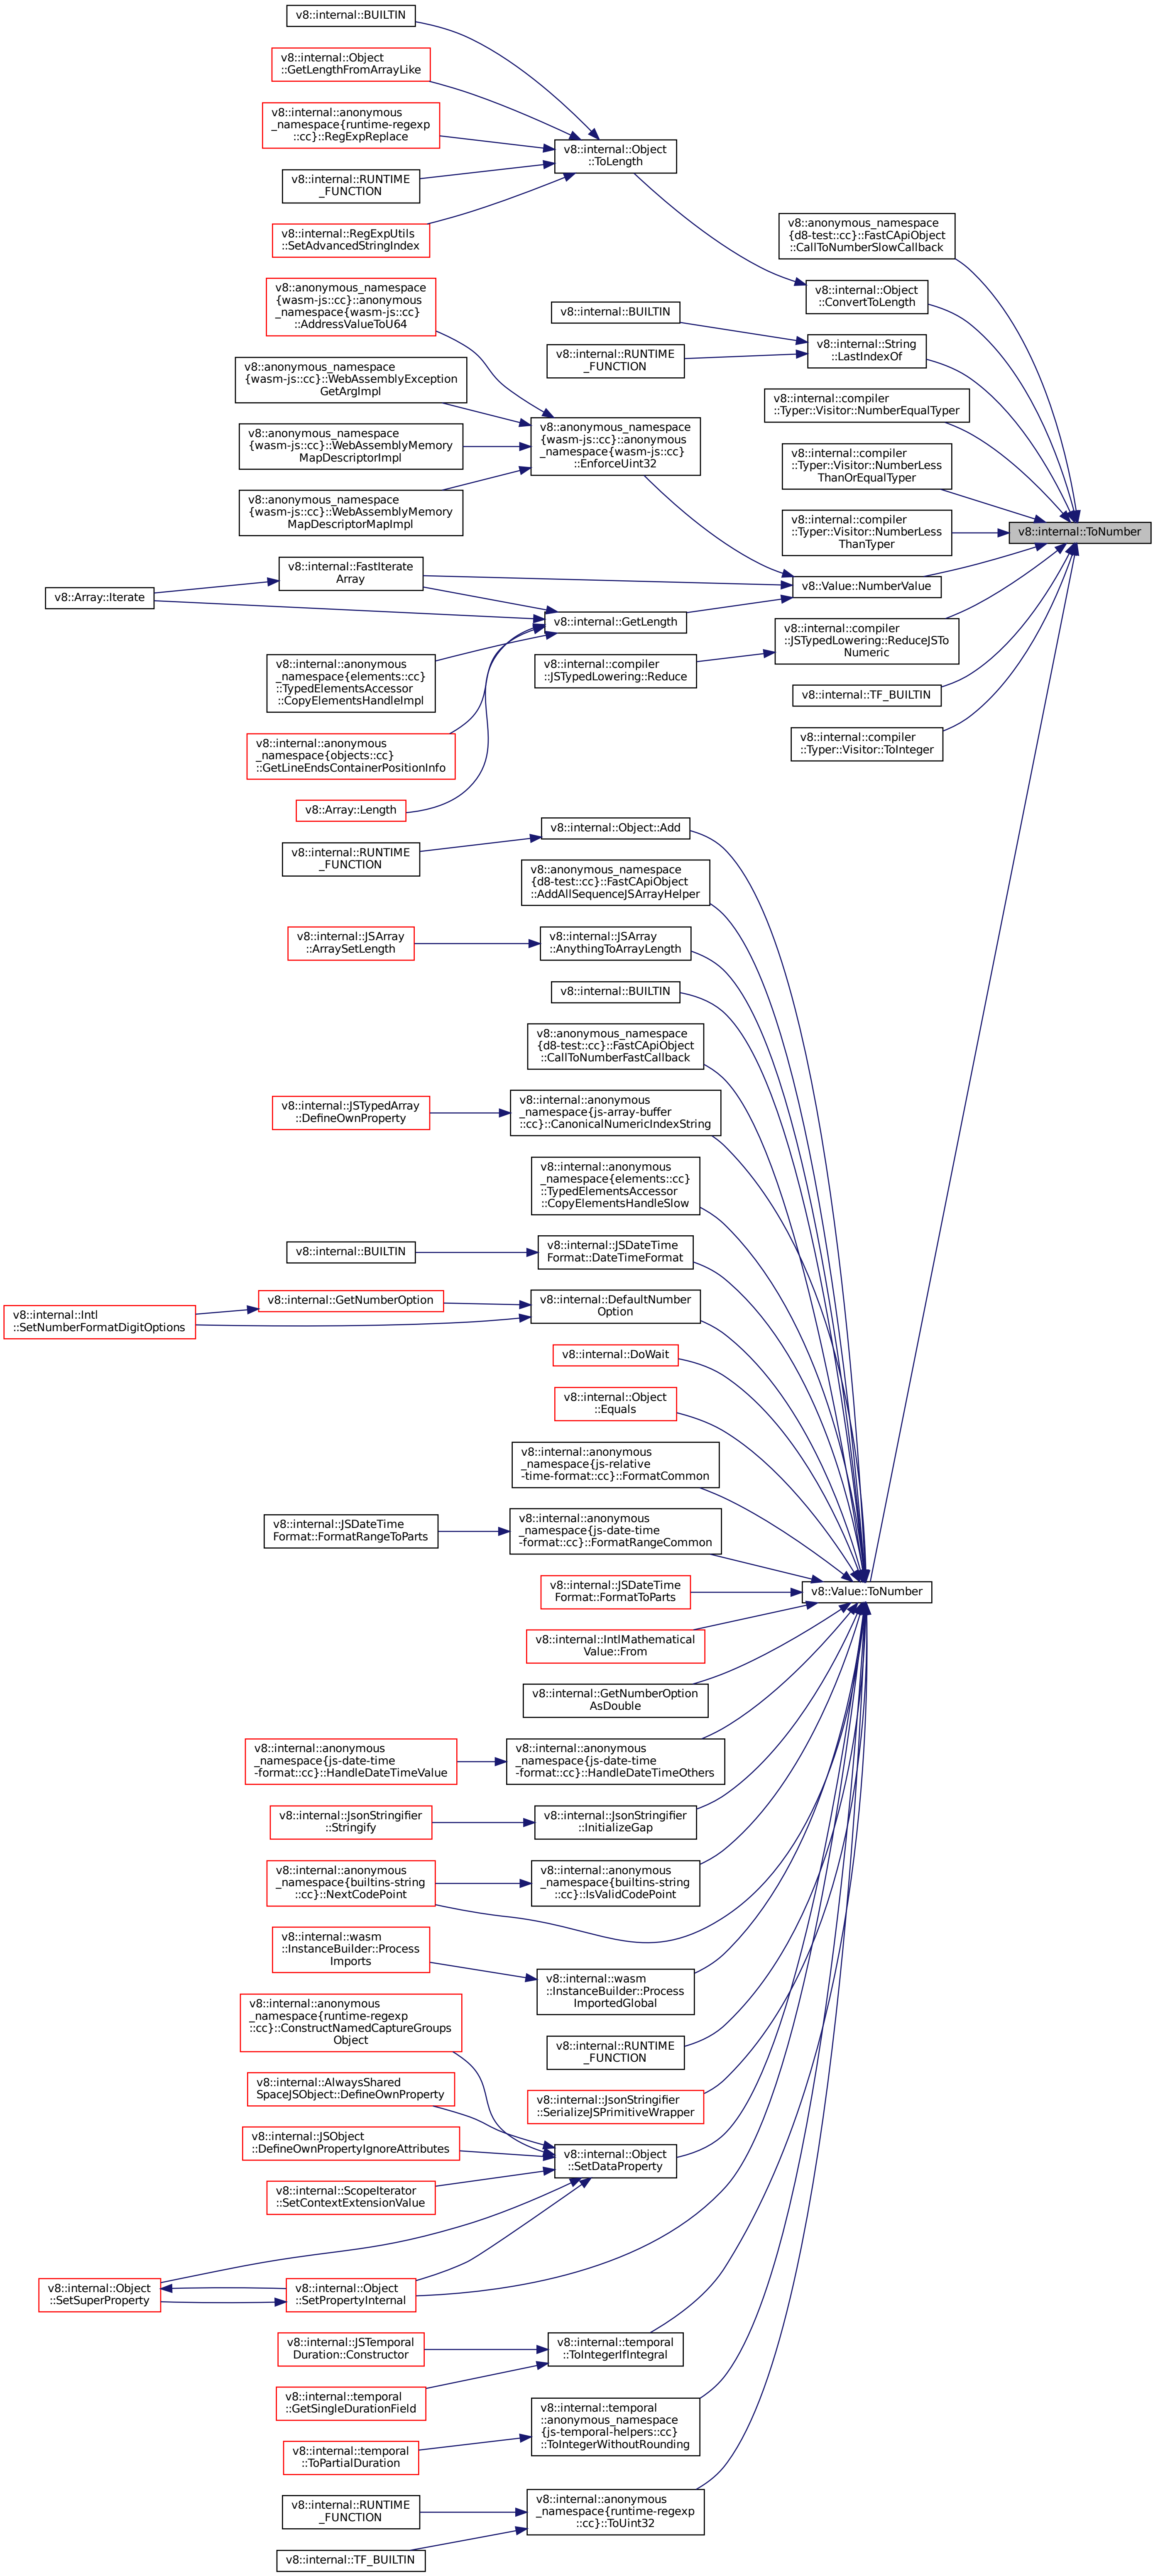 v8::internal::BUILTIN
v8::internal::Object
::GetLengthFromArrayLike
v8::internal::anonymous
_namespace{runtime-regexp
::cc}::RegExpReplace
v8::internal::Object
::ToLength
v8::internal::RUNTIME
_FUNCTION
v8::internal::RegExpUtils
::SetAdvancedStringIndex
v8::anonymous_namespace
{d8-test::cc}::FastCApiObject
::CallToNumberSlowCallback
v8::internal::Object
::ConvertToLength
v8::anonymous_namespace
{wasm-js::cc}::anonymous
_namespace{wasm-js::cc}
::AddressValueToU64
v8::internal::BUILTIN
v8::internal::String
::LastIndexOf
v8::internal::RUNTIME
_FUNCTION
v8::anonymous_namespace
{wasm-js::cc}::WebAssemblyException
GetArgImpl
v8::internal::compiler
::Typer::Visitor::NumberEqualTyper
v8::anonymous_namespace
{wasm-js::cc}::WebAssemblyMemory
MapDescriptorImpl
v8::anonymous_namespace
{wasm-js::cc}::anonymous
_namespace{wasm-js::cc}
::EnforceUint32
v8::internal::compiler
::Typer::Visitor::NumberLess
ThanOrEqualTyper
v8::anonymous_namespace
{wasm-js::cc}::WebAssemblyMemory
MapDescriptorMapImpl
v8::internal::compiler
::Typer::Visitor::NumberLess
ThanTyper
v8::internal::ToNumber
v8::internal::FastIterate
Array
v8::Value::NumberValue
v8::Array::Iterate
v8::internal::GetLength
v8::internal::compiler
::JSTypedLowering::ReduceJSTo
Numeric
v8::internal::anonymous
_namespace{elements::cc}
::TypedElementsAccessor
::CopyElementsHandleImpl
v8::internal::compiler
::JSTypedLowering::Reduce
v8::internal::TF_BUILTIN
v8::internal::compiler
::Typer::Visitor::ToInteger
v8::internal::anonymous
_namespace{objects::cc}
::GetLineEndsContainerPositionInfo
v8::Array::Length
v8::internal::Object::Add
v8::internal::RUNTIME
_FUNCTION
v8::anonymous_namespace
{d8-test::cc}::FastCApiObject
::AddAllSequenceJSArrayHelper
v8::internal::JSArray
::ArraySetLength
v8::internal::JSArray
::AnythingToArrayLength
v8::internal::BUILTIN
v8::anonymous_namespace
{d8-test::cc}::FastCApiObject
::CallToNumberFastCallback
v8::internal::JSTypedArray
::DefineOwnProperty
v8::internal::anonymous
_namespace{js-array-buffer
::cc}::CanonicalNumericIndexString
v8::internal::anonymous
_namespace{elements::cc}
::TypedElementsAccessor
::CopyElementsHandleSlow
v8::internal::BUILTIN
v8::internal::JSDateTime
Format::DateTimeFormat
v8::internal::Intl
::SetNumberFormatDigitOptions
v8::internal::GetNumberOption
v8::internal::DefaultNumber
Option
v8::internal::DoWait
v8::internal::Object
::Equals
v8::internal::anonymous
_namespace{js-relative
-time-format::cc}::FormatCommon
v8::internal::JSDateTime
Format::FormatRangeToParts
v8::internal::anonymous
_namespace{js-date-time
-format::cc}::FormatRangeCommon
v8::internal::JSDateTime
Format::FormatToParts
v8::Value::ToNumber
v8::internal::IntlMathematical
Value::From
v8::internal::GetNumberOption
AsDouble
v8::internal::anonymous
_namespace{js-date-time
-format::cc}::HandleDateTimeValue
v8::internal::anonymous
_namespace{js-date-time
-format::cc}::HandleDateTimeOthers
v8::internal::JsonStringifier
::Stringify
v8::internal::JsonStringifier
::InitializeGap
v8::internal::anonymous
_namespace{builtins-string
::cc}::NextCodePoint
v8::internal::anonymous
_namespace{builtins-string
::cc}::IsValidCodePoint
v8::internal::wasm
::InstanceBuilder::Process
Imports
v8::internal::wasm
::InstanceBuilder::Process
ImportedGlobal
v8::internal::anonymous
_namespace{runtime-regexp
::cc}::ConstructNamedCaptureGroups
Object
v8::internal::RUNTIME
_FUNCTION
v8::internal::AlwaysShared
SpaceJSObject::DefineOwnProperty
v8::internal::JsonStringifier
::SerializeJSPrimitiveWrapper
v8::internal::JSObject
::DefineOwnPropertyIgnoreAttributes
v8::internal::Object
::SetDataProperty
v8::internal::ScopeIterator
::SetContextExtensionValue
v8::internal::Object
::SetSuperProperty
v8::internal::Object
::SetPropertyInternal
v8::internal::JSTemporal
Duration::Constructor
v8::internal::temporal
::ToIntegerIfIntegral
v8::internal::temporal
::GetSingleDurationField
v8::internal::temporal
::anonymous_namespace
{js-temporal-helpers::cc}
::ToIntegerWithoutRounding
v8::internal::temporal
::ToPartialDuration
v8::internal::RUNTIME
_FUNCTION
v8::internal::anonymous
_namespace{runtime-regexp
::cc}::ToUint32
v8::internal::TF_BUILTIN